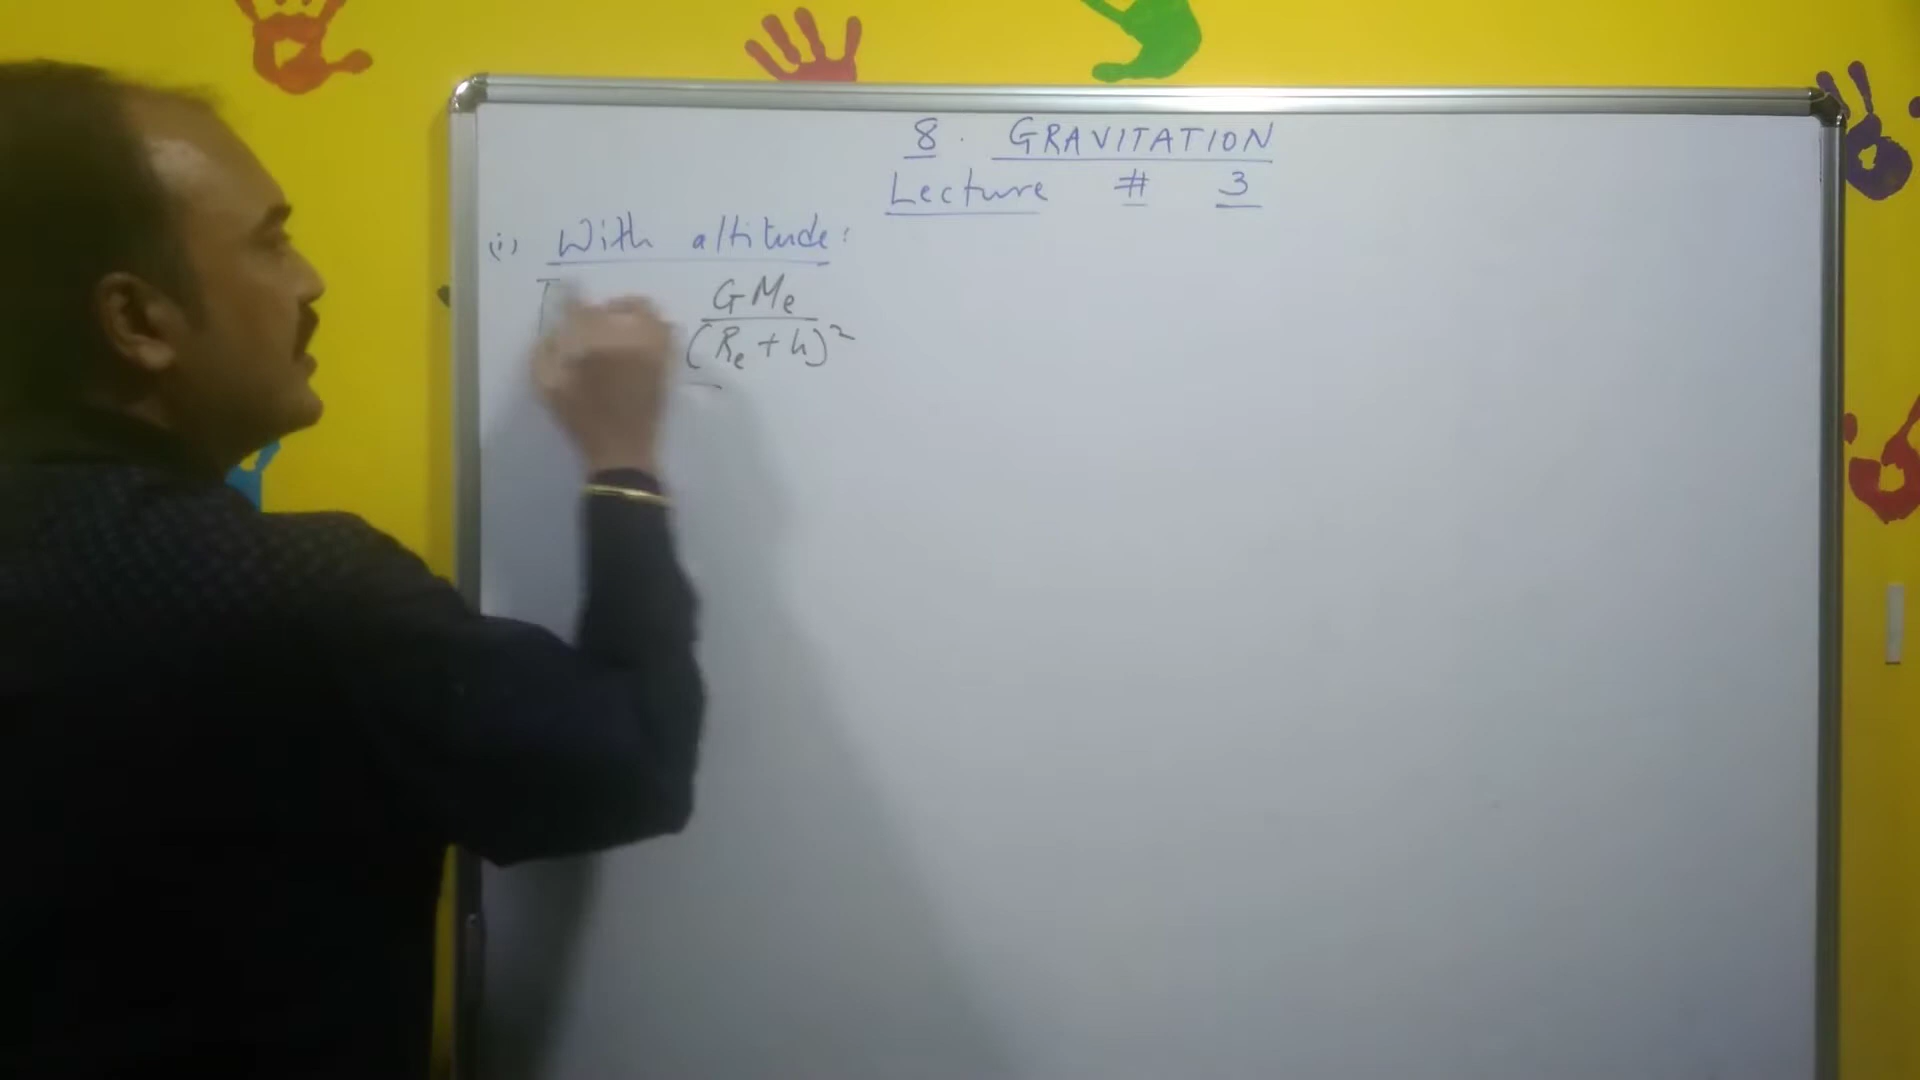 8. GRAVITATION
Lecture # 3
(i) With altitude:
GMe
(Re + h)²